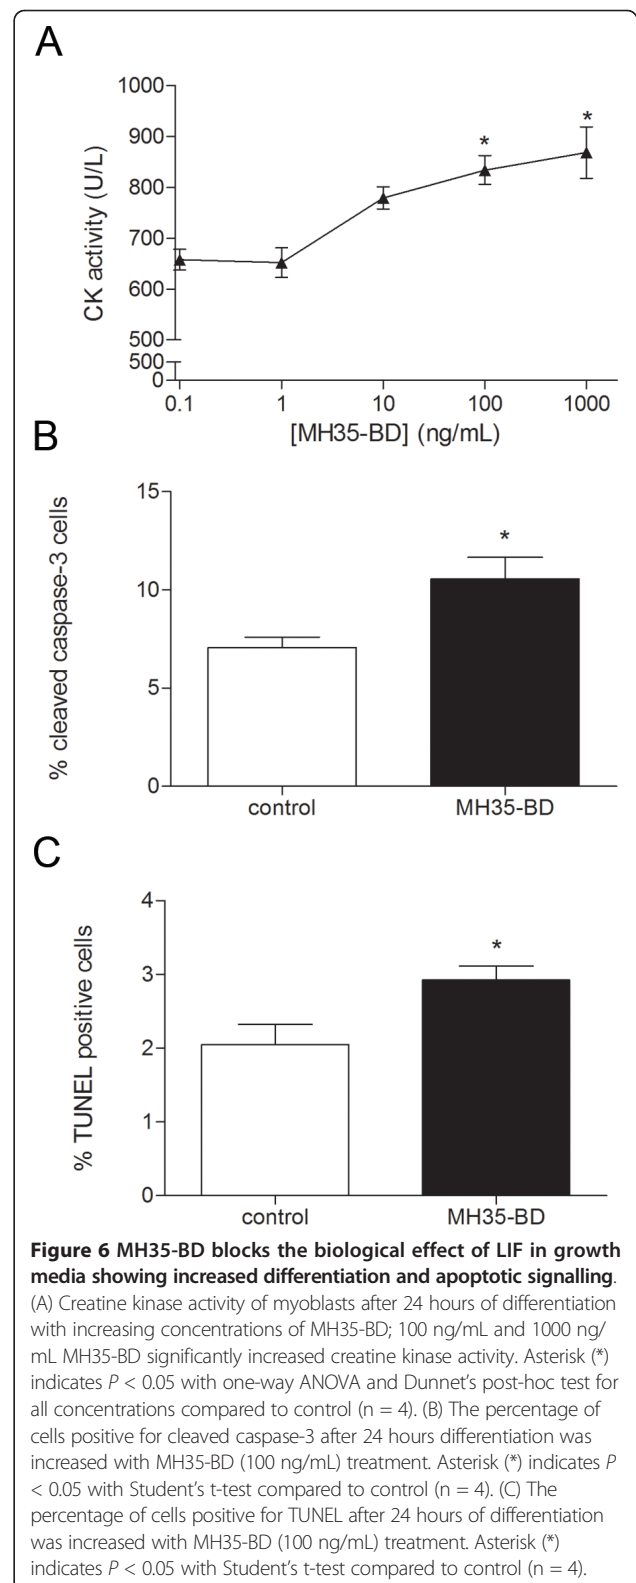 A
1000
900
800
700
600
500
500
0
CK activity (U/L)
*
*
0.1 1 10 100 1000
[MH35-BD] (ng/mL)
B
15
10
5
0
% cleaved caspase-3 cells
*
control MH35-BD
C
4
3
2
1
0
% TUNEL positive cells
*
control MH35-BD
Figure 6 MH35-BD blocks the biological effect of LIF in growth
media showing increased differentiation and apoptotic signalling.
(A) Creatine kinase activity of myoblasts after 24 hours of differentiation
with increasing concentrations of MH35-BD; 100 ng/mL and 1000 ng/
mL MH35-BD significantly increased creatine kinase activity. Asterisk (*)
indicates P < 0.05 with one-way ANOVA and Dunnet's post-hoc test for
all concentrations compared to control (n = 4). (B) The percentage of
cells positive for cleaved caspase-3 after 24 hours differentiation was
increased with MH35-BD (100 ng/mL) treatment. Asterisk (*) indicates P
< 0.05 with Student's t-test compared to control (n = 4). (C) The
percentage of cells positive for TUNEL after 24 hours of differentiation
was increased with MH35-BD (100 ng/mL) treatment. Asterisk (*)
indicates P < 0.05 with Student's t-test compared to control (n = 4).